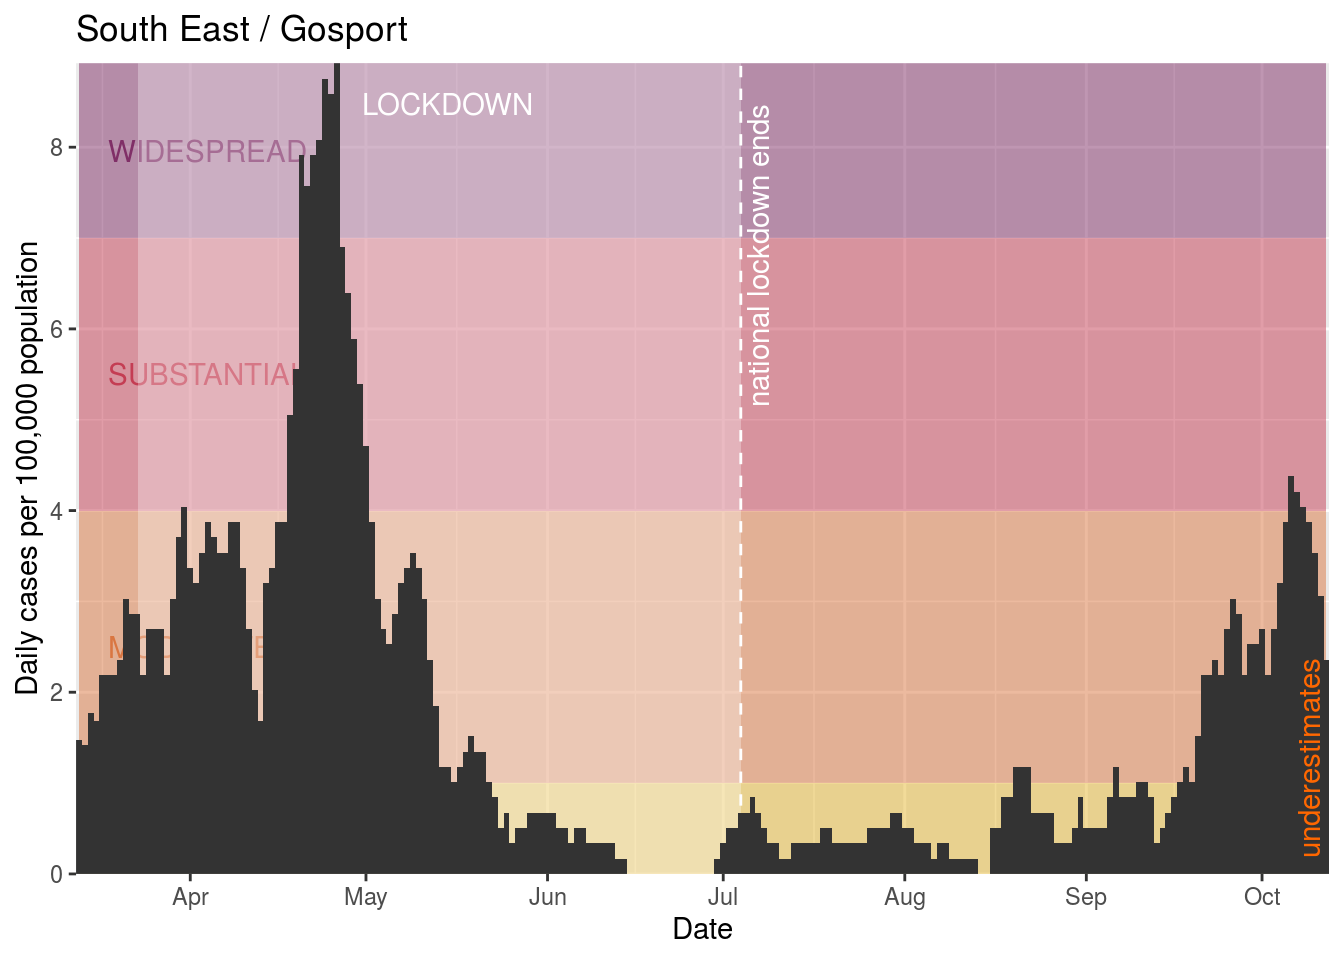 South East / Gosport
Daily cases per 100,000 population
8
6
4
2
0
LOCKDOWN
WIDESPREAD
SUBSTANTIAL
national lockdown ends
underestimates
Apr
May
Jun
Jul
Aug
Sep
Oct
Date